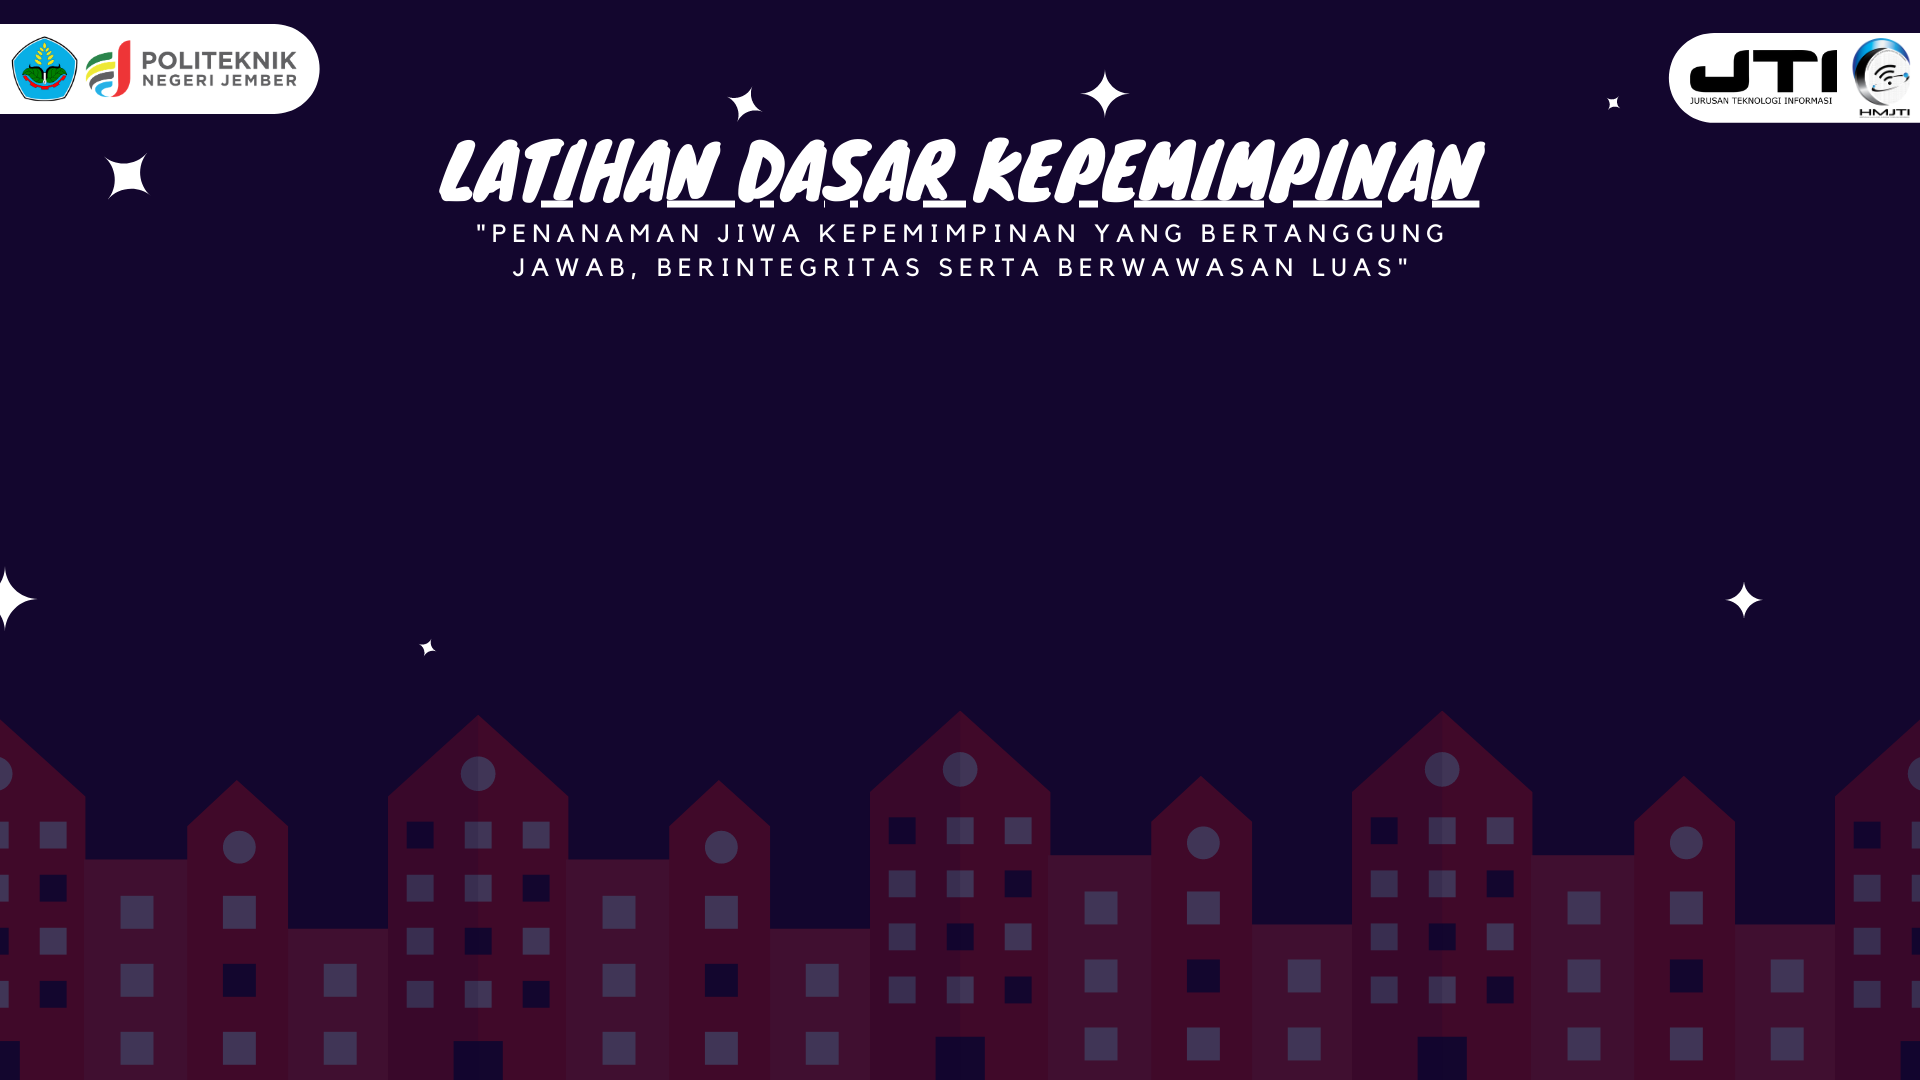 POLITEKNIK
NEGERI JEMBER
JTI
JURUSAN TEKNOLOGI INFORMASI
HMJTI
LATIHAN DASAR KEPEMIMPINAN
"PENANAMAN JIWA KEPEMIMPINAN YANG BERTANGGUNG
JAWAB, BERINTEGRITAS SERTA BERWAWASAN LUAS"